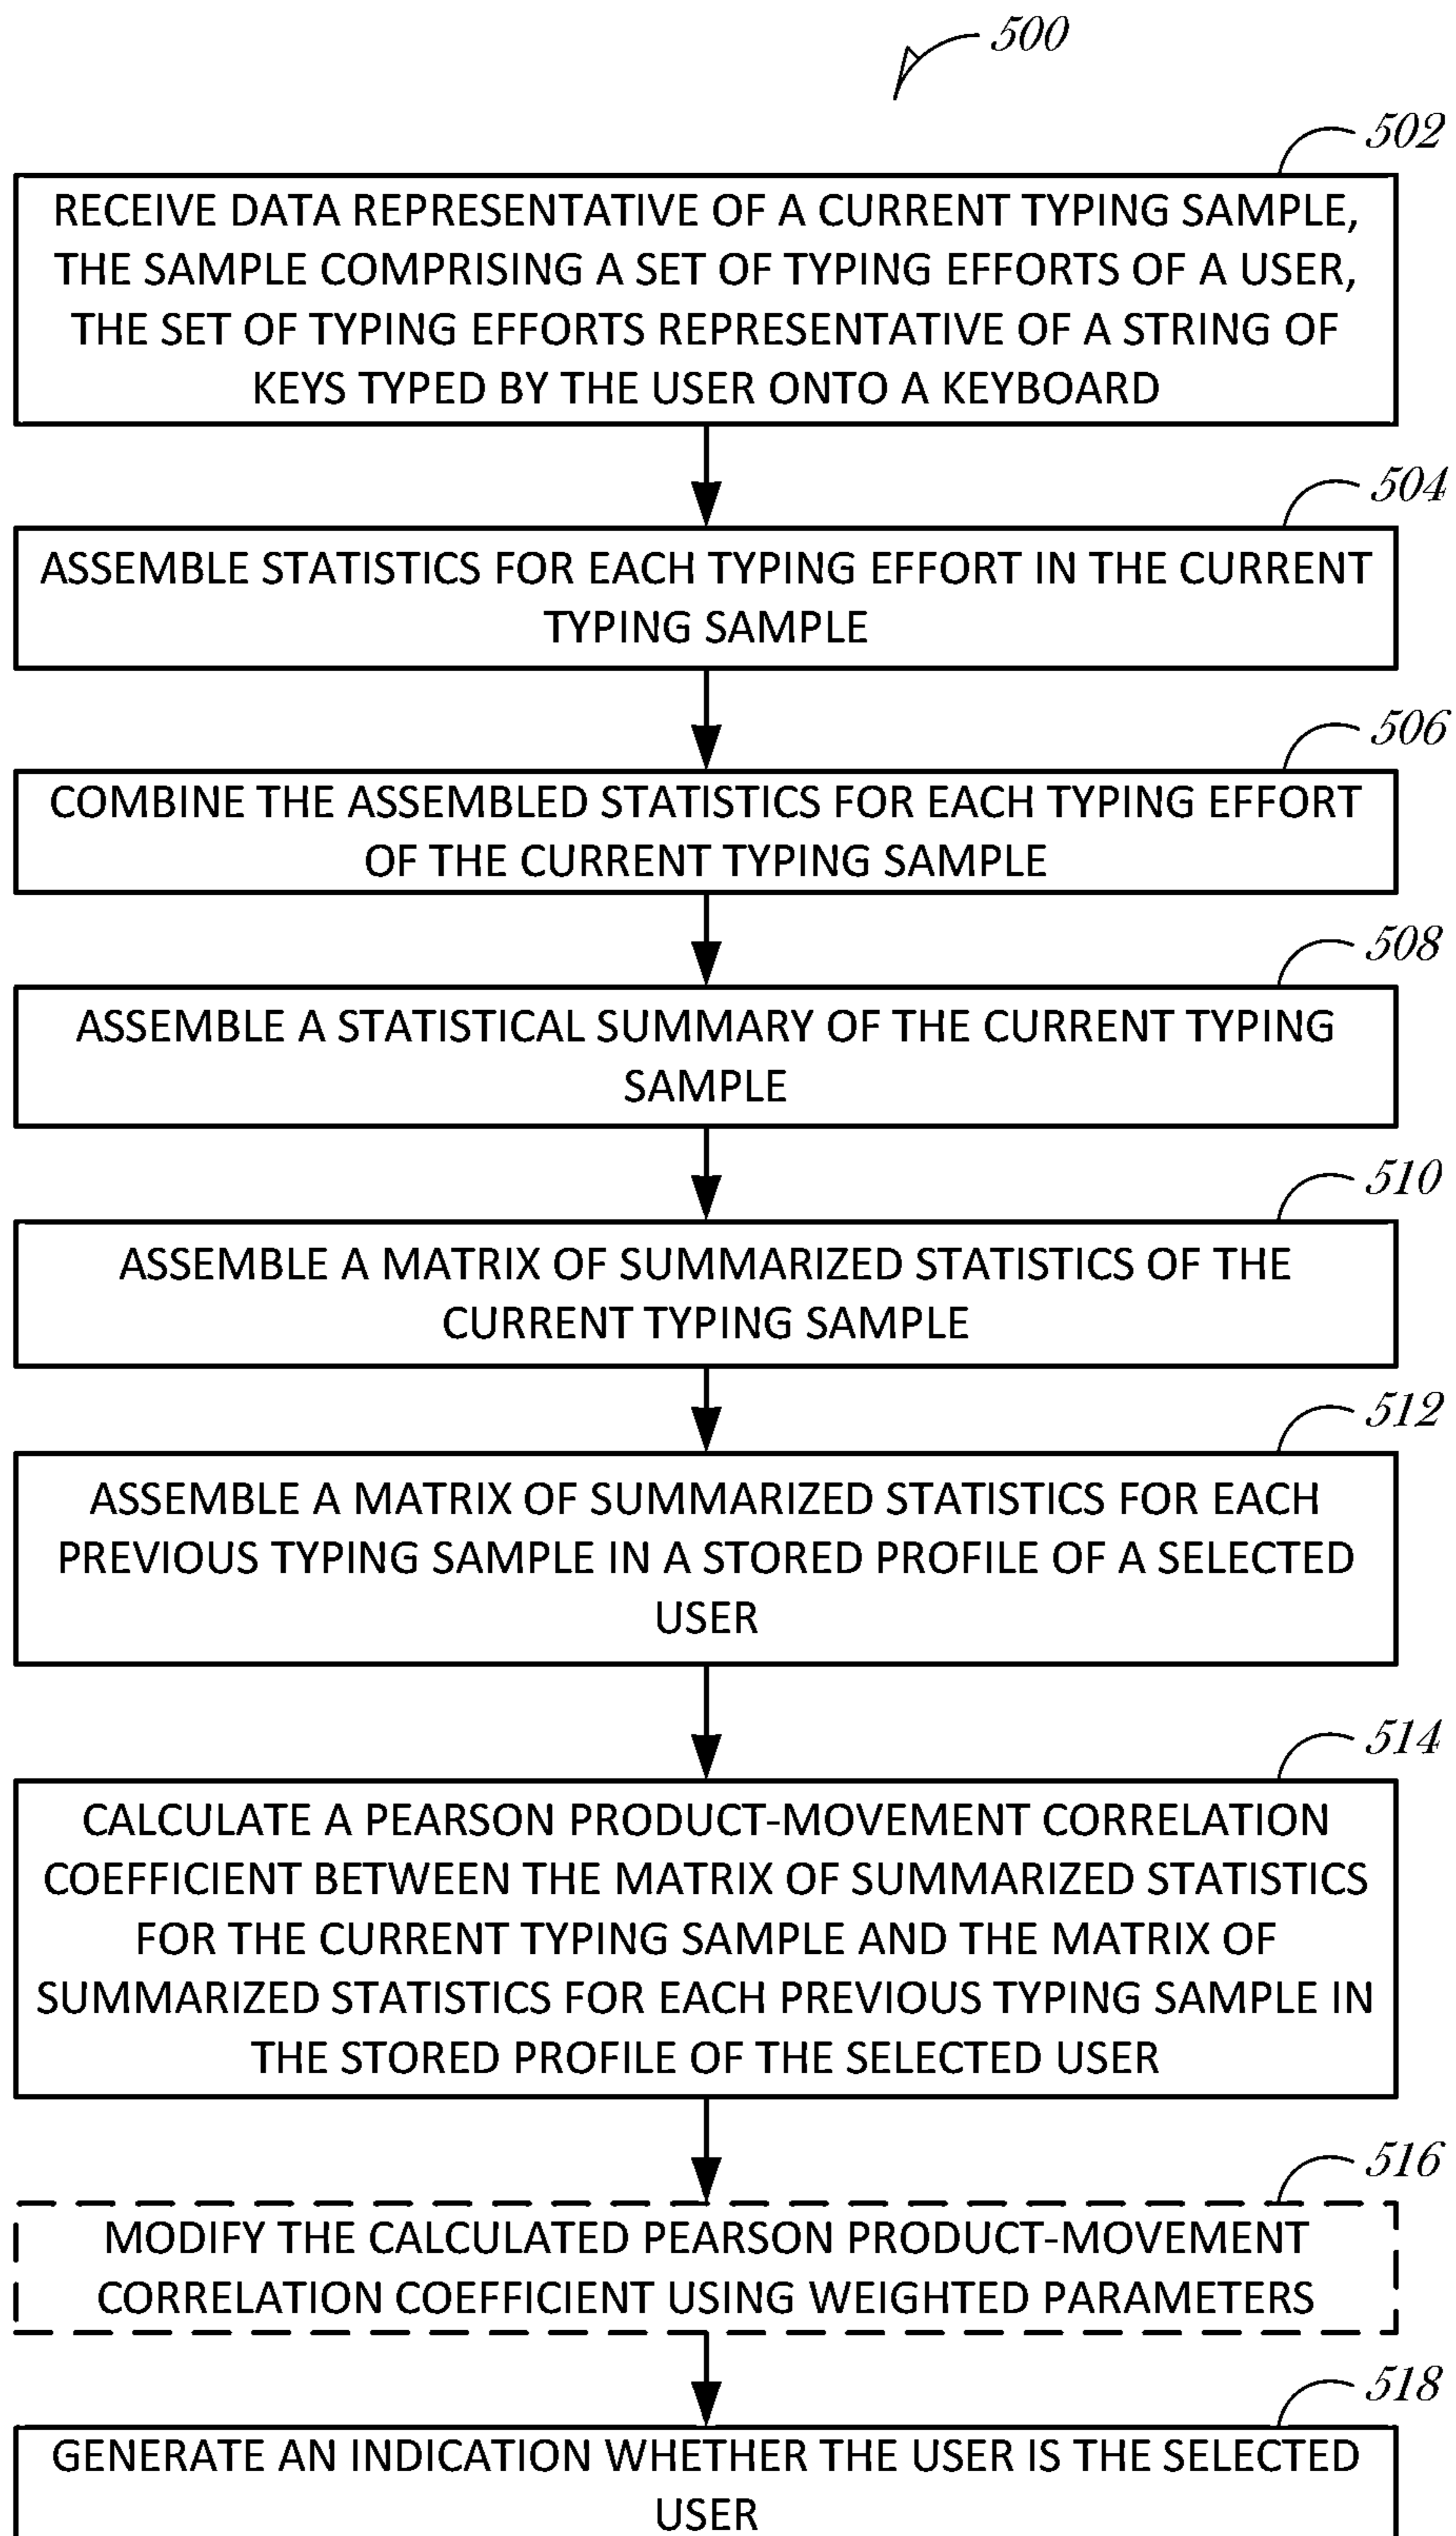 500
502
RECEIVE DATA REPRESENTATIVE OF A CURRENT TYPING SAMPLE,
THE SAMPLE COMPRISING A SET OF TYPING EFFORTS OF A USER,
THE SET OF TYPING EFFORTS REPRESENTATIVE OF A STRING OF
KEYS TYPED BY THE USER ONTO A KEYBOARD
504
ASSEMBLE STATISTICS FOR EACH TYPING EFFORT IN THE CURRENT
TYPING SAMPLE
506
COMBINE THE ASSEMBLED STATISTICS FOR EACH TYPING EFFORT
OF THE CURRENT TYPING SAMPLE
508
ASSEMBLE A STATISTICAL SUMMARY OF THE CURRENT TYPING
SAMPLE
510
ASSEMBLE A MATRIX OF SUMMARIZED STATISTICS OF THE
CURRENT TYPING SAMPLE
512
ASSEMBLE A MATRIX OF SUMMARIZED STATISTICS FOR EACH
PREVIOUS TYPING SAMPLE IN A STORED PROFILE OF A SELECTED
USER
514
CALCULATE A PEARSON PRODUCT-MOVEMENT CORRELATION
COEFFICIENT BETWEEN THE MATRIX OF SUMMARIZED STATISTICS
FOR THE CURRENT TYPING SAMPLE AND THE MATRIX OF
SUMMARIZED STATISTICS FOR EACH PREVIOUS TYPING SAMPLE IN
THE STORED PROFILE OF THE SELECTED USER
516
MODIFY THE CALCULATED PEARSON PRODUCT-MOVEMENT
CORRELATION COEFFICIENT USING WEIGHTED PARAMETERS
518
GENERATE AN INDICATION WHETHER THE USER IS THE SELECTED
USER